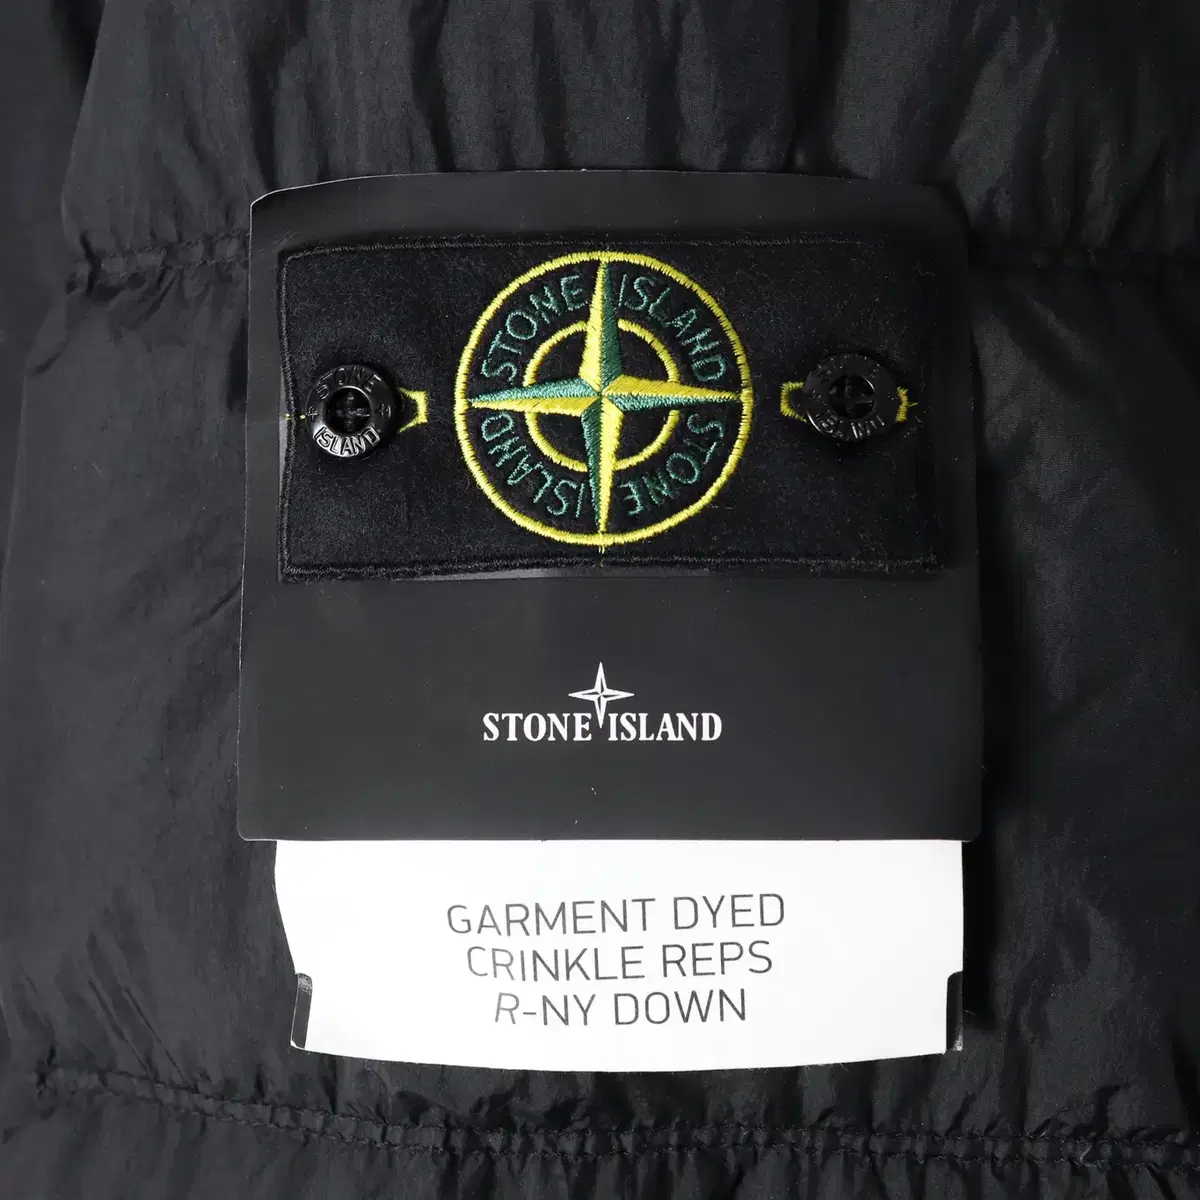 STONE ISLAND
STONE ISLAND
STONE
ISLAND
STONE
ISLAND
STONE ISLAND
GARMENT DYED
CRINKLE REPS
R-NY DOWN